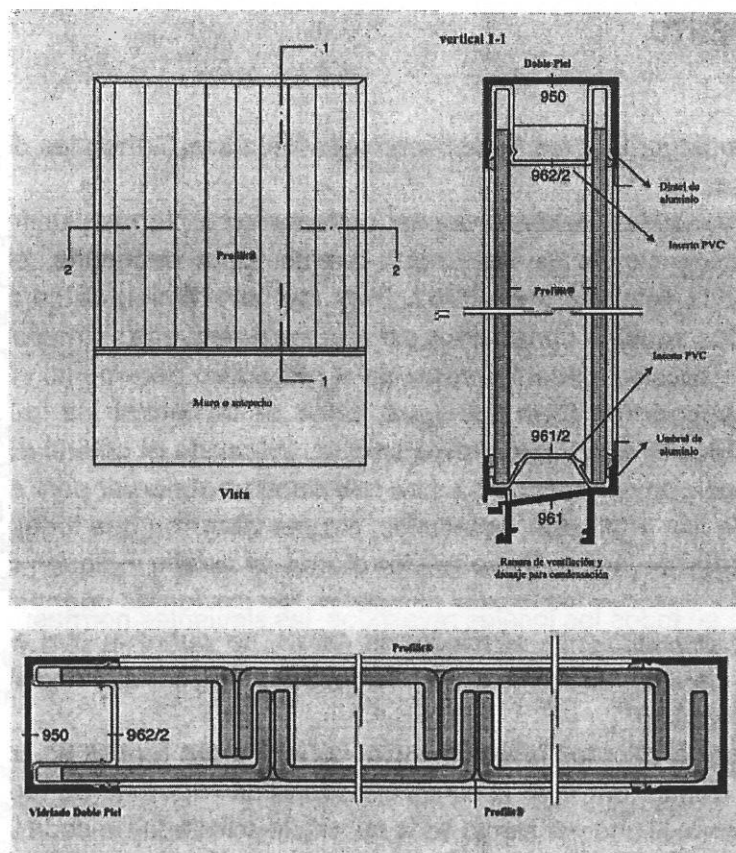 1
vertical 1-1
Doble Piel
950
962/2
Dintel de
aluminio
Inserto PVC
2
Profilit®
2
Profilit®
Inserto PVC
1
Muro o antepecho
961/2
Umbral de
aluminio
Vista
961
Ranura de ventilación y
drenaje para condensación
Profilit®
950
962/2
Vidriado Doble Piel
Profilit®